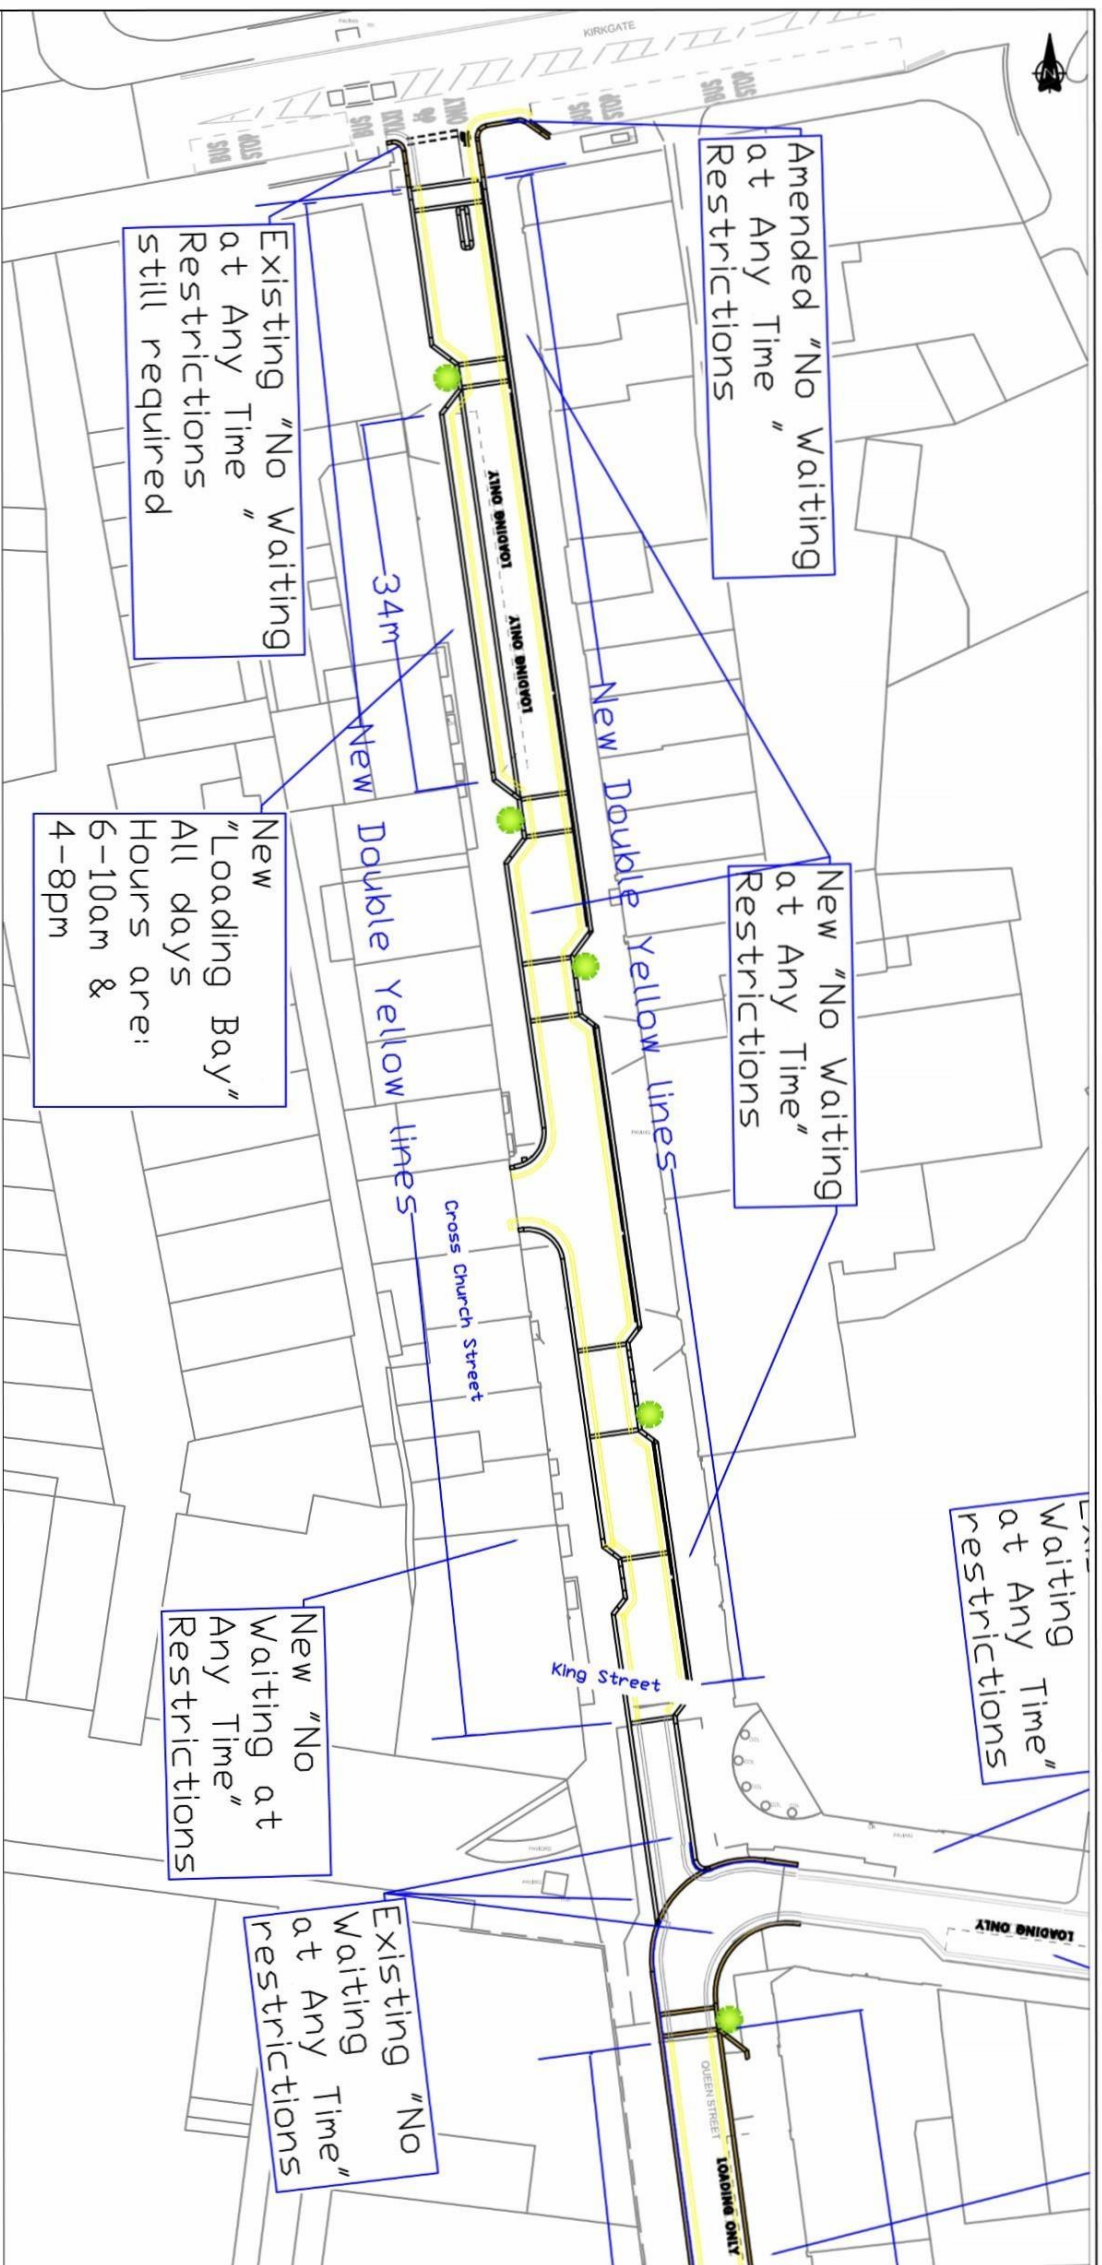 KIRKGATE
BUS
STOP
BUS
STOP
TAXI
ONLY
BUS
BUS
STOP
Amended "No Waiting
at Any Time "
Restrictions
Existing "No Waiting
at Any Time "
Restrictions
still required
LOADING ONLY
LOADING ONLY
34m
New Double Yellow lines
New Double Yellow lines
New "No Waiting
at Any Time"
Restrictions
New
"Loading Bay"
All days
Hours are:
6-10am &
4-8pm
Cross Church Street
King Street
Waiting
at Any Time"
restrictions
New "No
Waiting at
Any Time"
Restrictions
Existing "No
Waiting
at Any Time"
restrictions
LOADING ONLY
QUEEN STREET
LOADING ONLY